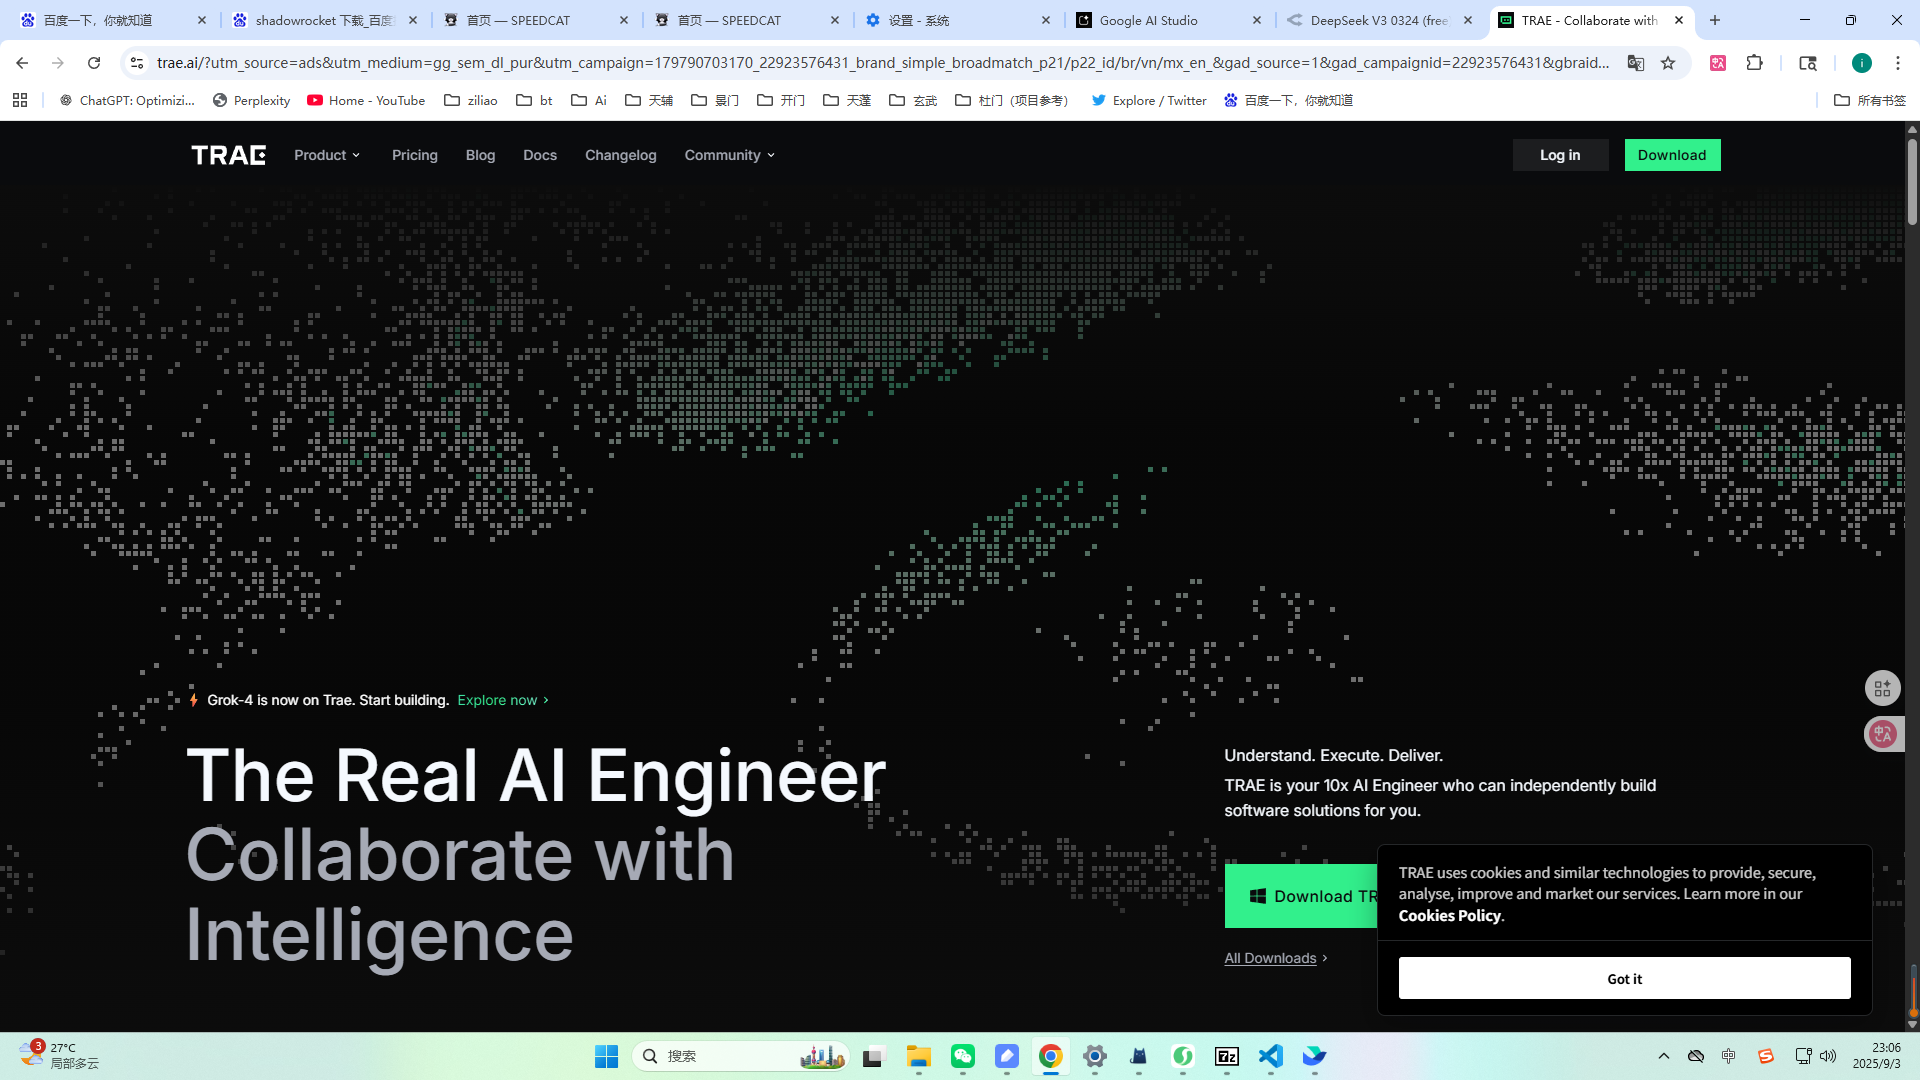 百度一下，你就知道
shadowrocket 下载_百度
首页 — SPEEDCAT
首页 — SPEEDCAT
设置 - 系统
Google AI Studio
DeepSeek V3 0324 (free
TRAE - Collaborate with
trae.ai/?utm_source=ads&utm_medium=gg_sem_dl_pur&utm_campaign=179790703170_22923576431_brand_simple_broadmatch_p21/p22_id/br/vn/mx_en_&gad_source=1&gad_campaignid=22923576431&gbraid...
ChatGPT: Optimizi...
Perplexity
Home - YouTube
ziliao
bt
Ai
天辅
景门
开门
天蓬
玄武
杜门（项目参考）
Explore / Twitter
百度一下，你就知道
所有书签
TRAE
Product
Pricing
Blog
Docs
Changelog
Community
Log in
Download
Grok-4 is now on Trae. Start building. Explore now ›
The Real AI Engineer
Collaborate with
Intelligence
Understand. Execute. Deliver.
TRAE is your 10x AI Engineer who can independently build
software solutions for you.
Download TR
All Downloads ›
TRAE uses cookies and similar technologies to provide, secure,
analyse, improve and market our services. Learn more in our
Cookies Policy.
Got it
3
27°C
局部多云
搜索
7z
中
23:06
2025/9/3